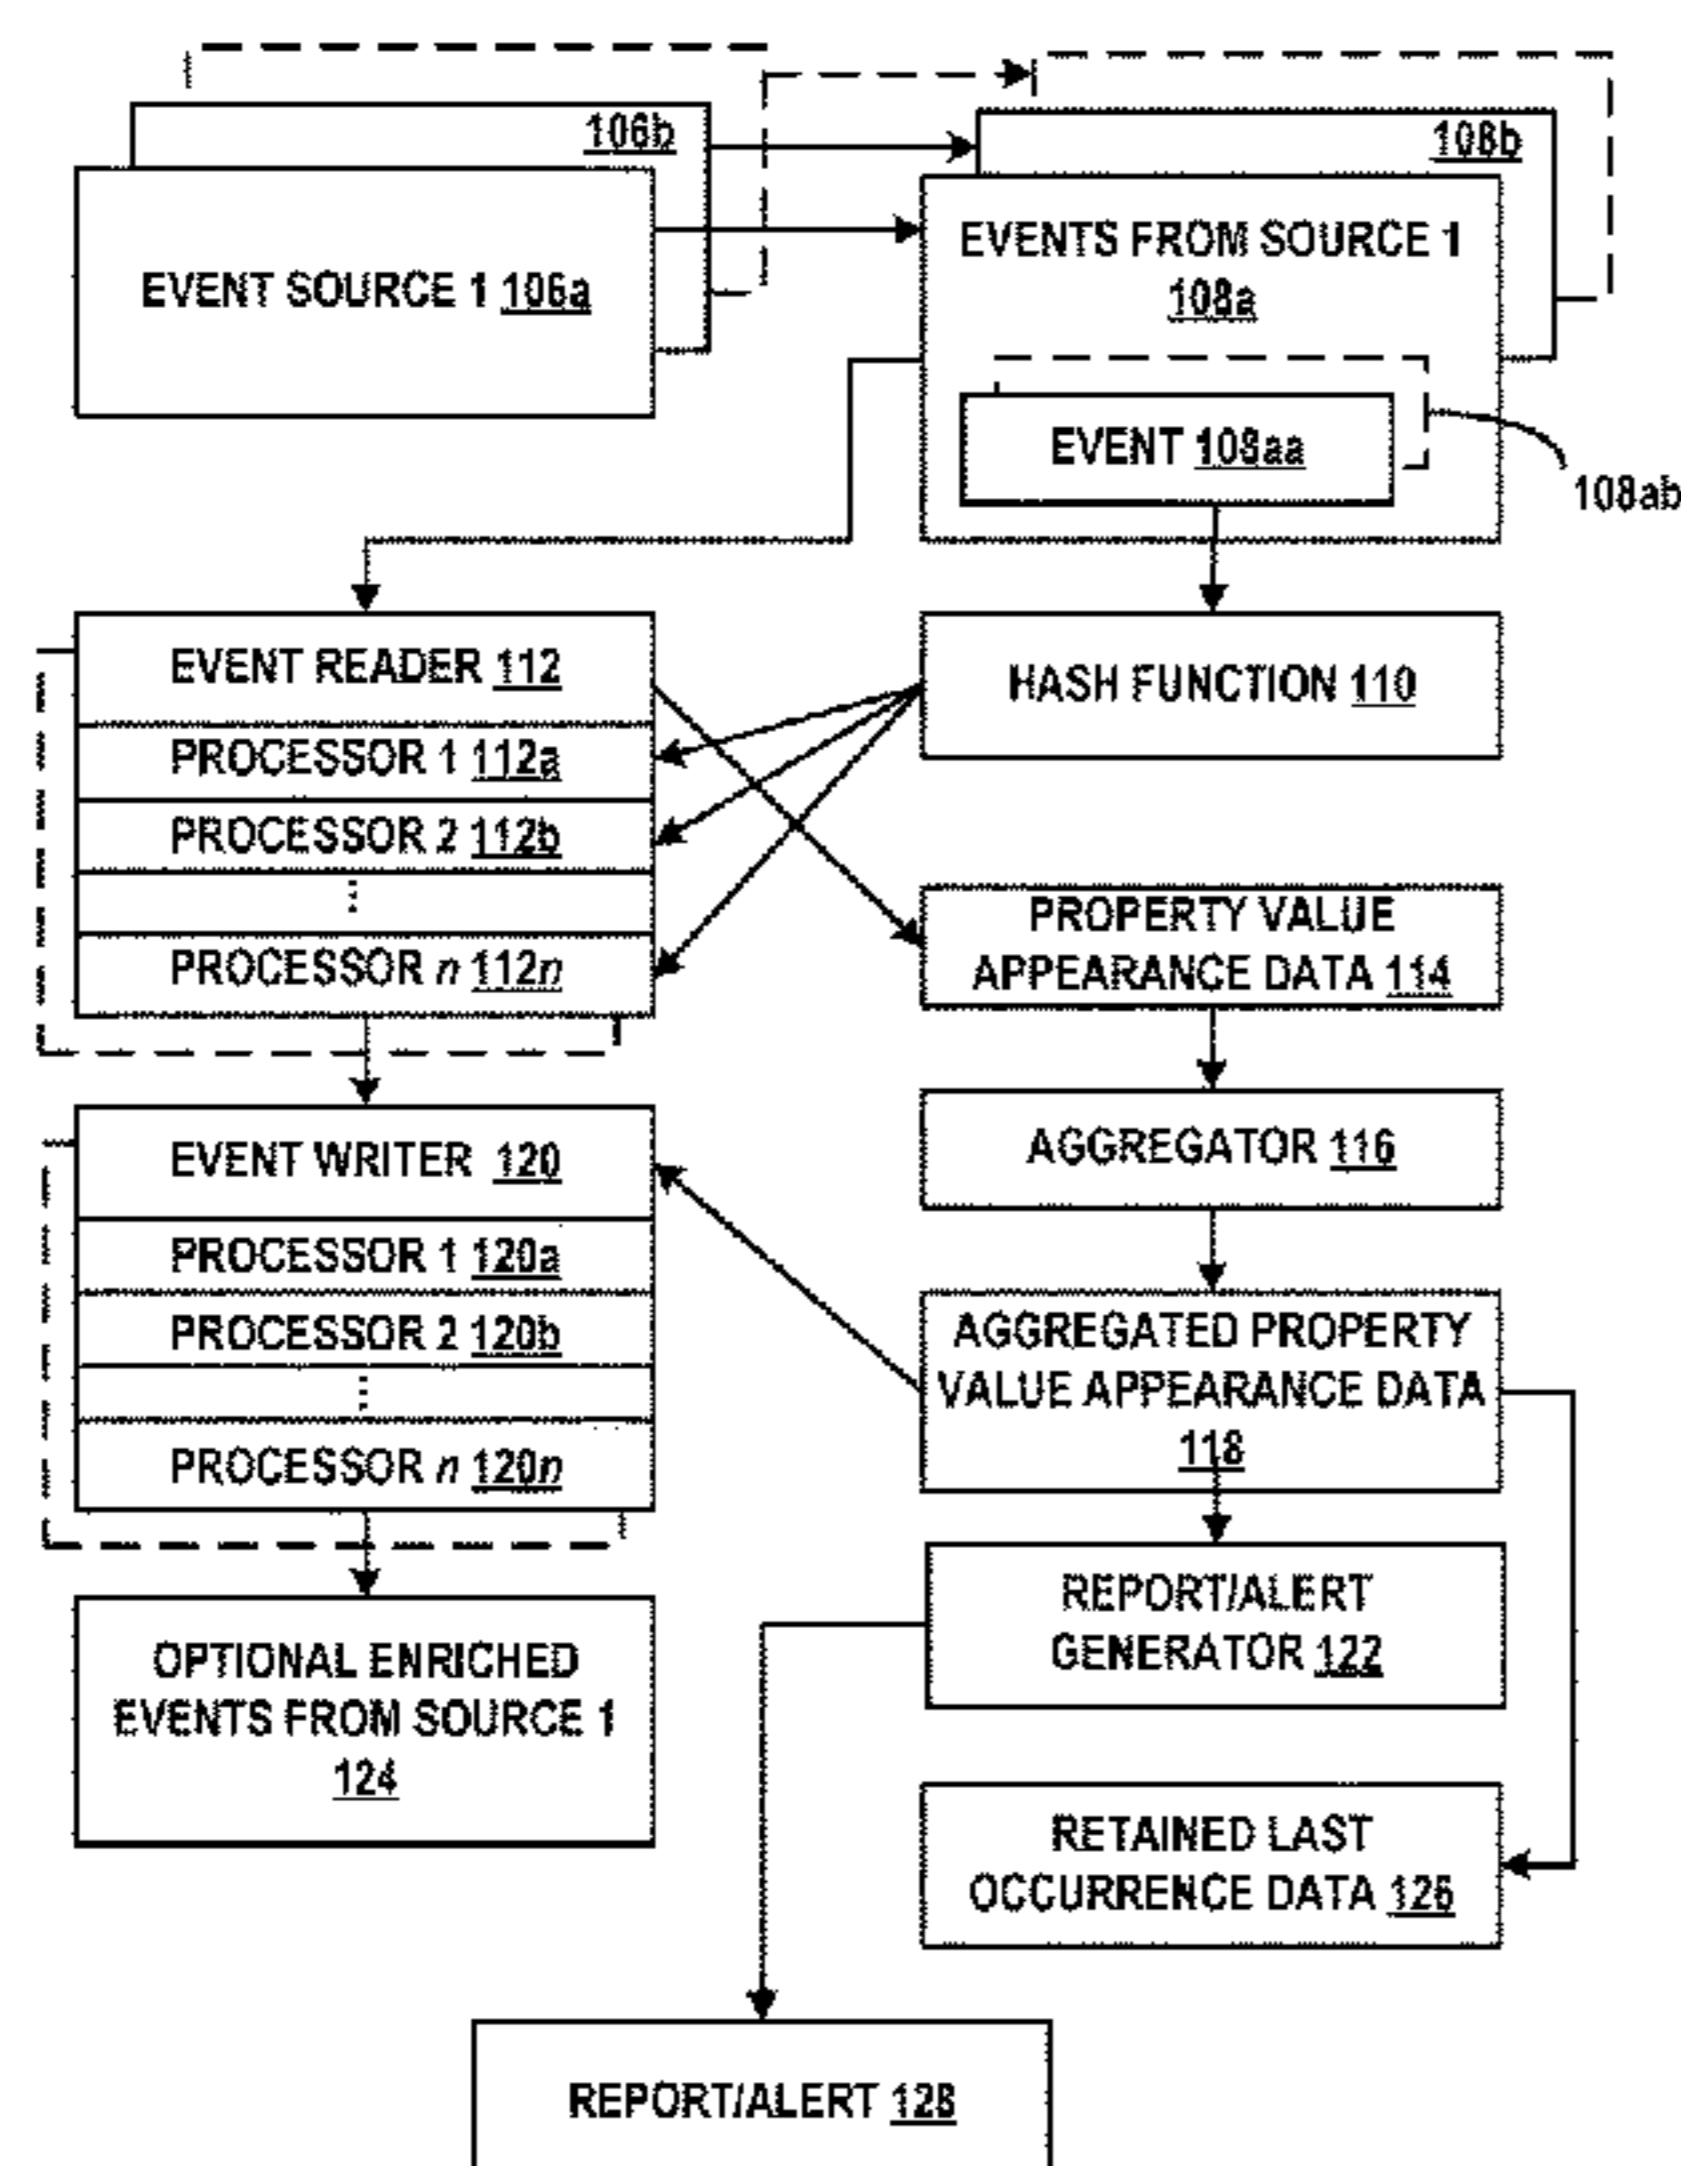 106b
108b
EVENT SOURCE 1 106a
EVENTS FROM SOURCE 1
108a
EVENT 108aa
108ab
EVENT READER 112
PROCESSOR 1 112a
PROCESSOR 2 112b
⋮
PROCESSOR n 112n
HASH FUNCTION 110
PROPERTY VALUE
APPEARANCE DATA 114
AGGREGATOR 116
EVENT WRITER 120
PROCESSOR 1 120a
PROCESSOR 2 120b
⋮
PROCESSOR n 120n
AGGREGATED PROPERTY
VALUE APPEARANCE DATA
118
REPORT/ALERT
GENERATOR 122
OPTIONAL ENRICHED
EVENTS FROM SOURCE 1
124
RETAINED LAST
OCCURRENCE DATA 126
REPORT/ALERT 128